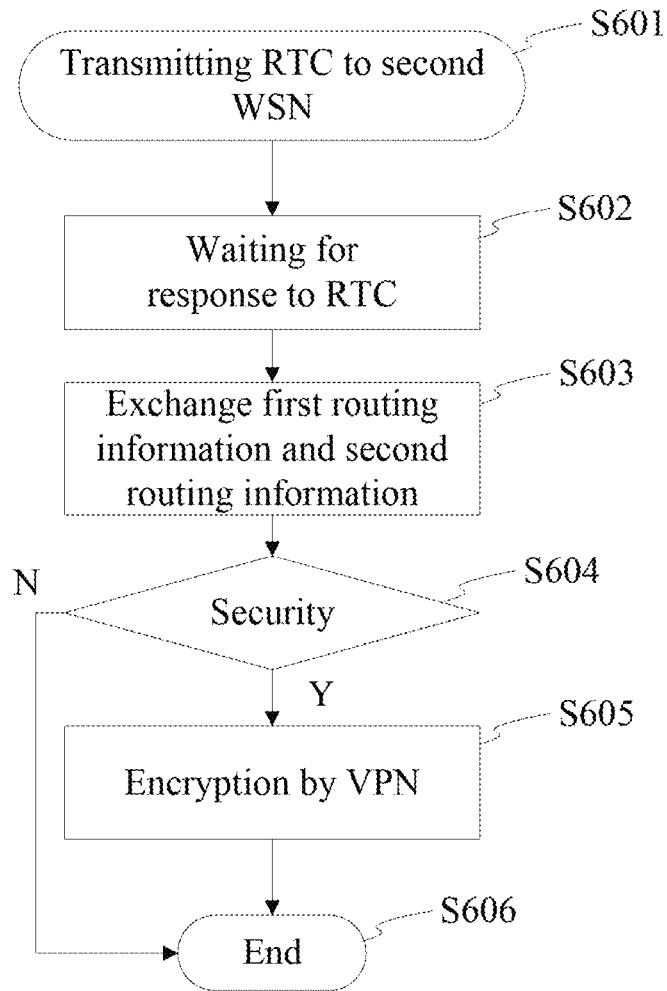 S601
Transmitting RTC to second
WSN
S602
Waiting for
response to RTC
S603
Exchange first routing
information and second
routing information
S604
N
Security
Y
S605
Encryption by VPN
S606
End